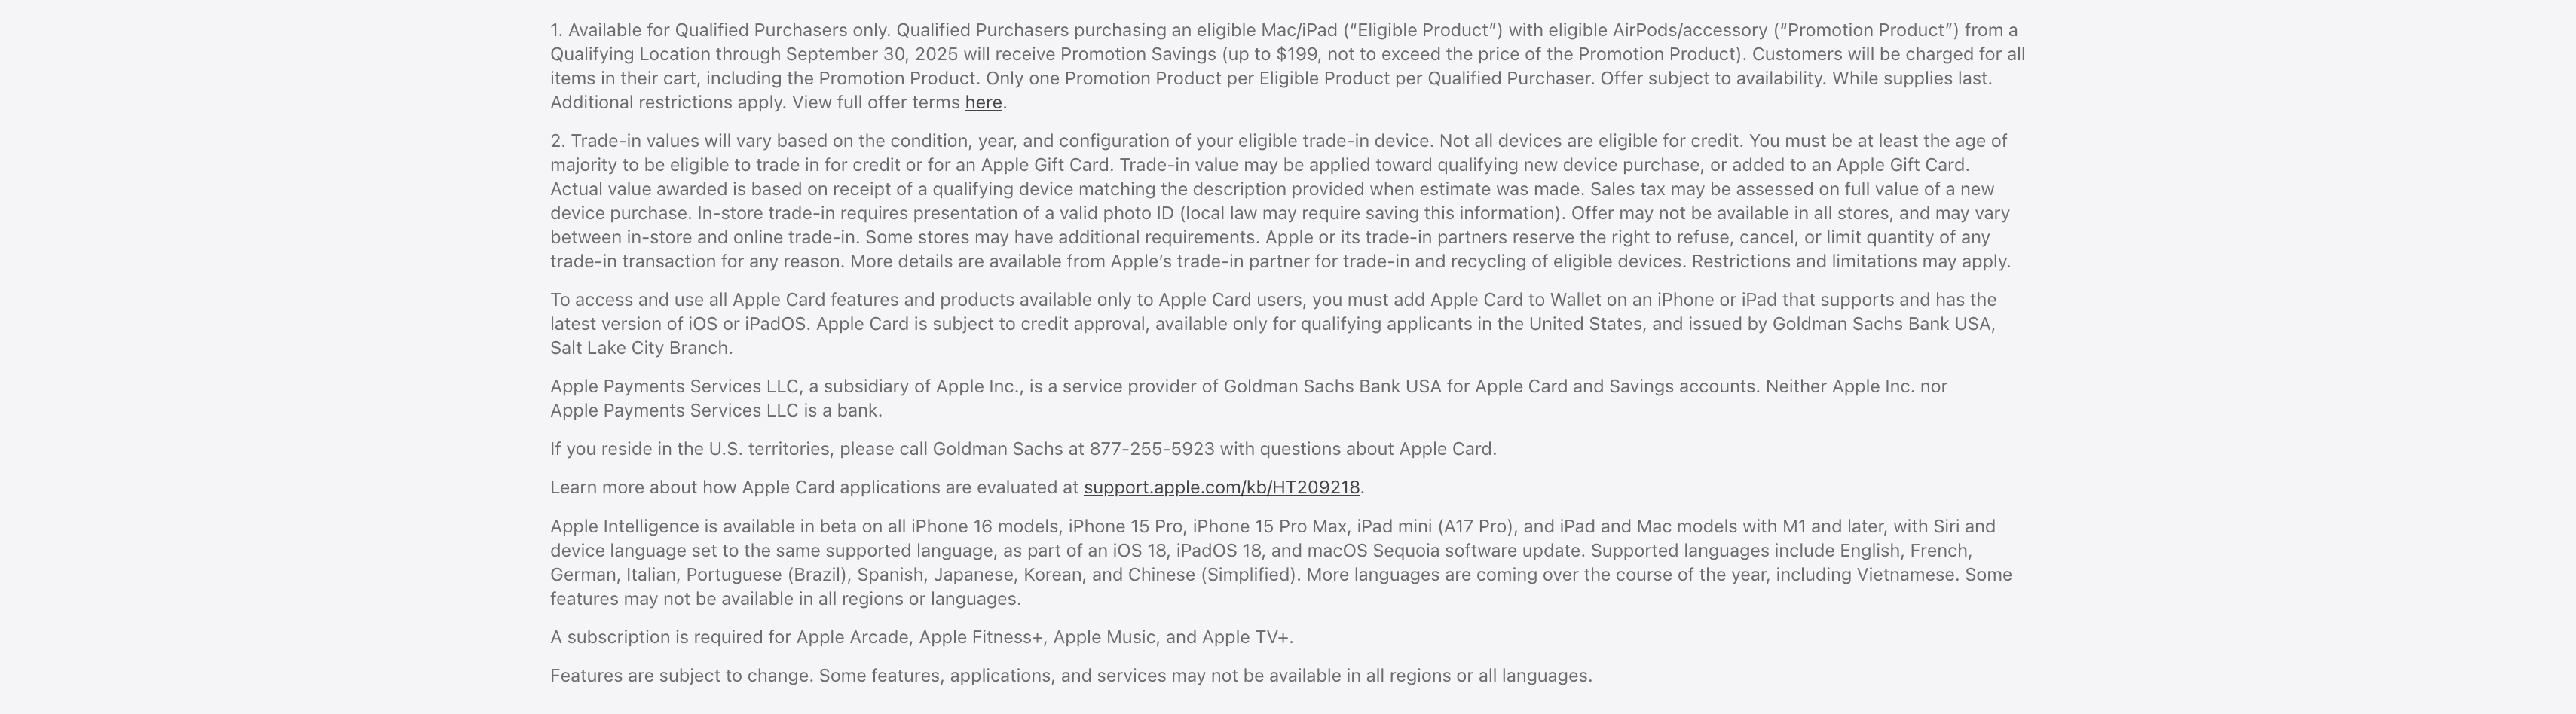 1. Available for Qualified Purchasers only. Qualified Purchasers purchasing an eligible Mac/iPad (“Eligible Product”) with eligible AirPods/accessory (“Promotion Product”) from a
Qualifying Location through September 30, 2025 will receive Promotion Savings (up to $199, not to exceed the price of the Promotion Product). Customers will be charged for all
items in their cart, including the Promotion Product. Only one Promotion Product per Eligible Product per Qualified Purchaser. Offer subject to availability. While supplies last.
Additional restrictions apply. View full offer terms here.
2. Trade-in values will vary based on the condition, year, and configuration of your eligible trade-in device. Not all devices are eligible for credit. You must be at least the age of
majority to be eligible to trade in for credit or for an Apple Gift Card. Trade-in value may be applied toward qualifying new device purchase, or added to an Apple Gift Card.
Actual value awarded is based on receipt of a qualifying device matching the description provided when estimate was made. Sales tax may be assessed on full value of a new
device purchase. In-store trade-in requires presentation of a valid photo ID (local law may require saving this information). Offer may not be available in all stores, and may vary
between in-store and online trade-in. Some stores may have additional requirements. Apple or its trade-in partners reserve the right to refuse, cancel, or limit quantity of any
trade-in transaction for any reason. More details are available from Apple’s trade-in partner for trade-in and recycling of eligible devices. Restrictions and limitations may apply.
To access and use all Apple Card features and products available only to Apple Card users, you must add Apple Card to Wallet on an iPhone or iPad that supports and has the
latest version of iOS or iPadOS. Apple Card is subject to credit approval, available only for qualifying applicants in the United States, and issued by Goldman Sachs Bank USA,
Salt Lake City Branch.
Apple Payments Services LLC, a subsidiary of Apple Inc., is a service provider of Goldman Sachs Bank USA for Apple Card and Savings accounts. Neither Apple Inc. nor
Apple Payments Services LLC is a bank.
If you reside in the U.S. territories, please call Goldman Sachs at 877-255-5923 with questions about Apple Card.
Learn more about how Apple Card applications are evaluated at support.apple.com/kb/HT209218.
Apple Intelligence is available in beta on all iPhone 16 models, iPhone 15 Pro, iPhone 15 Pro Max, iPad mini (A17 Pro), and iPad and Mac models with M1 and later, with Siri and
device language set to the same supported language, as part of an iOS 18, iPadOS 18, and macOS Sequoia software update. Supported languages include English, French,
German, Italian, Portuguese (Brazil), Spanish, Japanese, Korean, and Chinese (Simplified). More languages are coming over the course of the year, including Vietnamese. Some
features may not be available in all regions or languages.
A subscription is required for Apple Arcade, Apple Fitness+, Apple Music, and Apple TV+.
Features are subject to change. Some features, applications, and services may not be available in all regions or all languages.